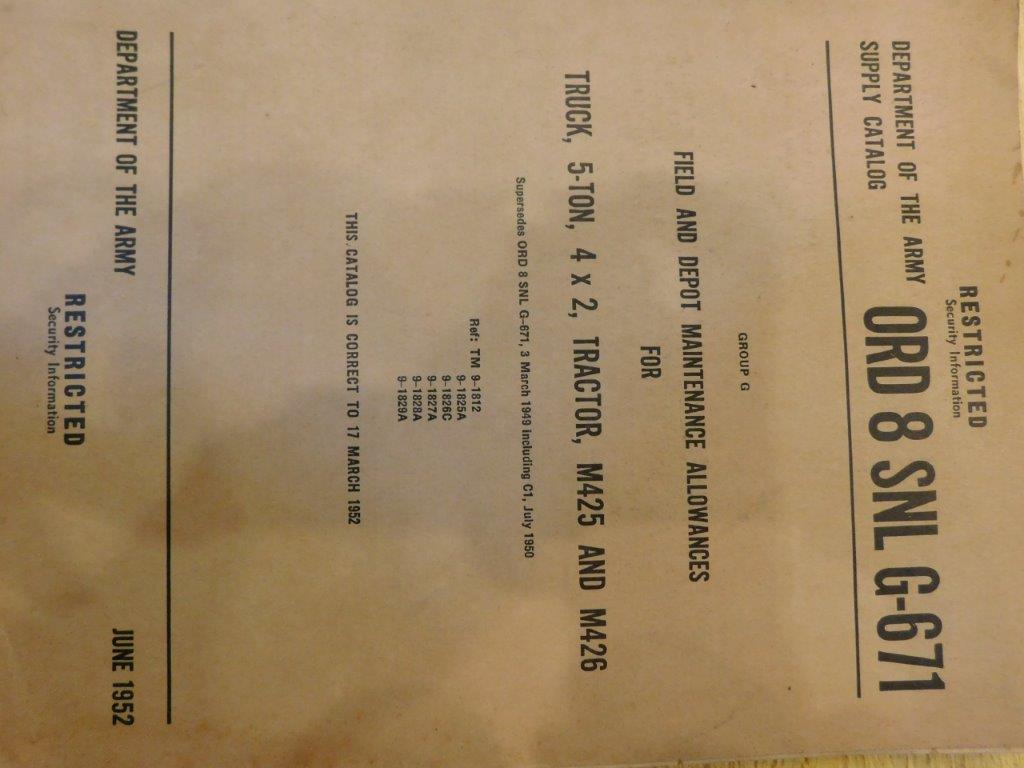 RESTRICTED
Security Information
DEPARTMENT OF THE ARMY
SUPPLY CATALOG
ORD 8 SNL G-671
GROUP G
FIELD AND DEPOT MAINTENANCE ALLOWANCES
FOR
TRUCK, 5-TON, 4 x 2, TRACTOR, M425 AND M426
Supersedes ORD 8 SNL G-671, 3 March 1949 including C1, July 1950
Ref: TM 9-1812
9-1825A
9-1826C
9-1827A
9-1828A
9-1829A
THIS CATALOG IS CORRECT TO 17 MARCH 1952
DEPARTMENT OF THE ARMY
JUNE 1952
RESTRICTED
Security Information